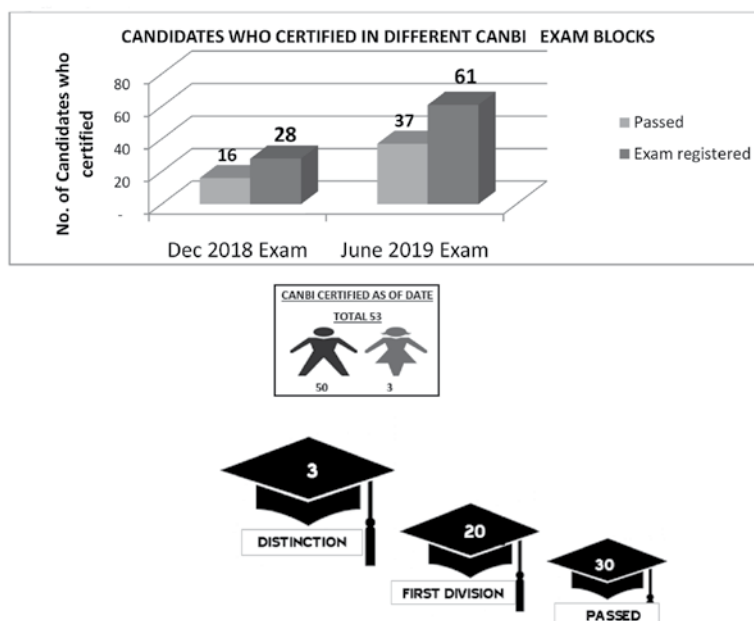 CANDIDATES WHO CERTIFIED IN DIFFERENT CANBI EXAM BLOCKS
No. of Candidates who
certified
80
60
40
20
-
16
28
37
61
Dec 2018 Exam
June 2019 Exam
Passed
Exam registered
CANBI CERTIFIED AS OF DATE
TOTAL 53
50
3
3
DISTINCTION
20
FIRST DIVISION
30
PASSED